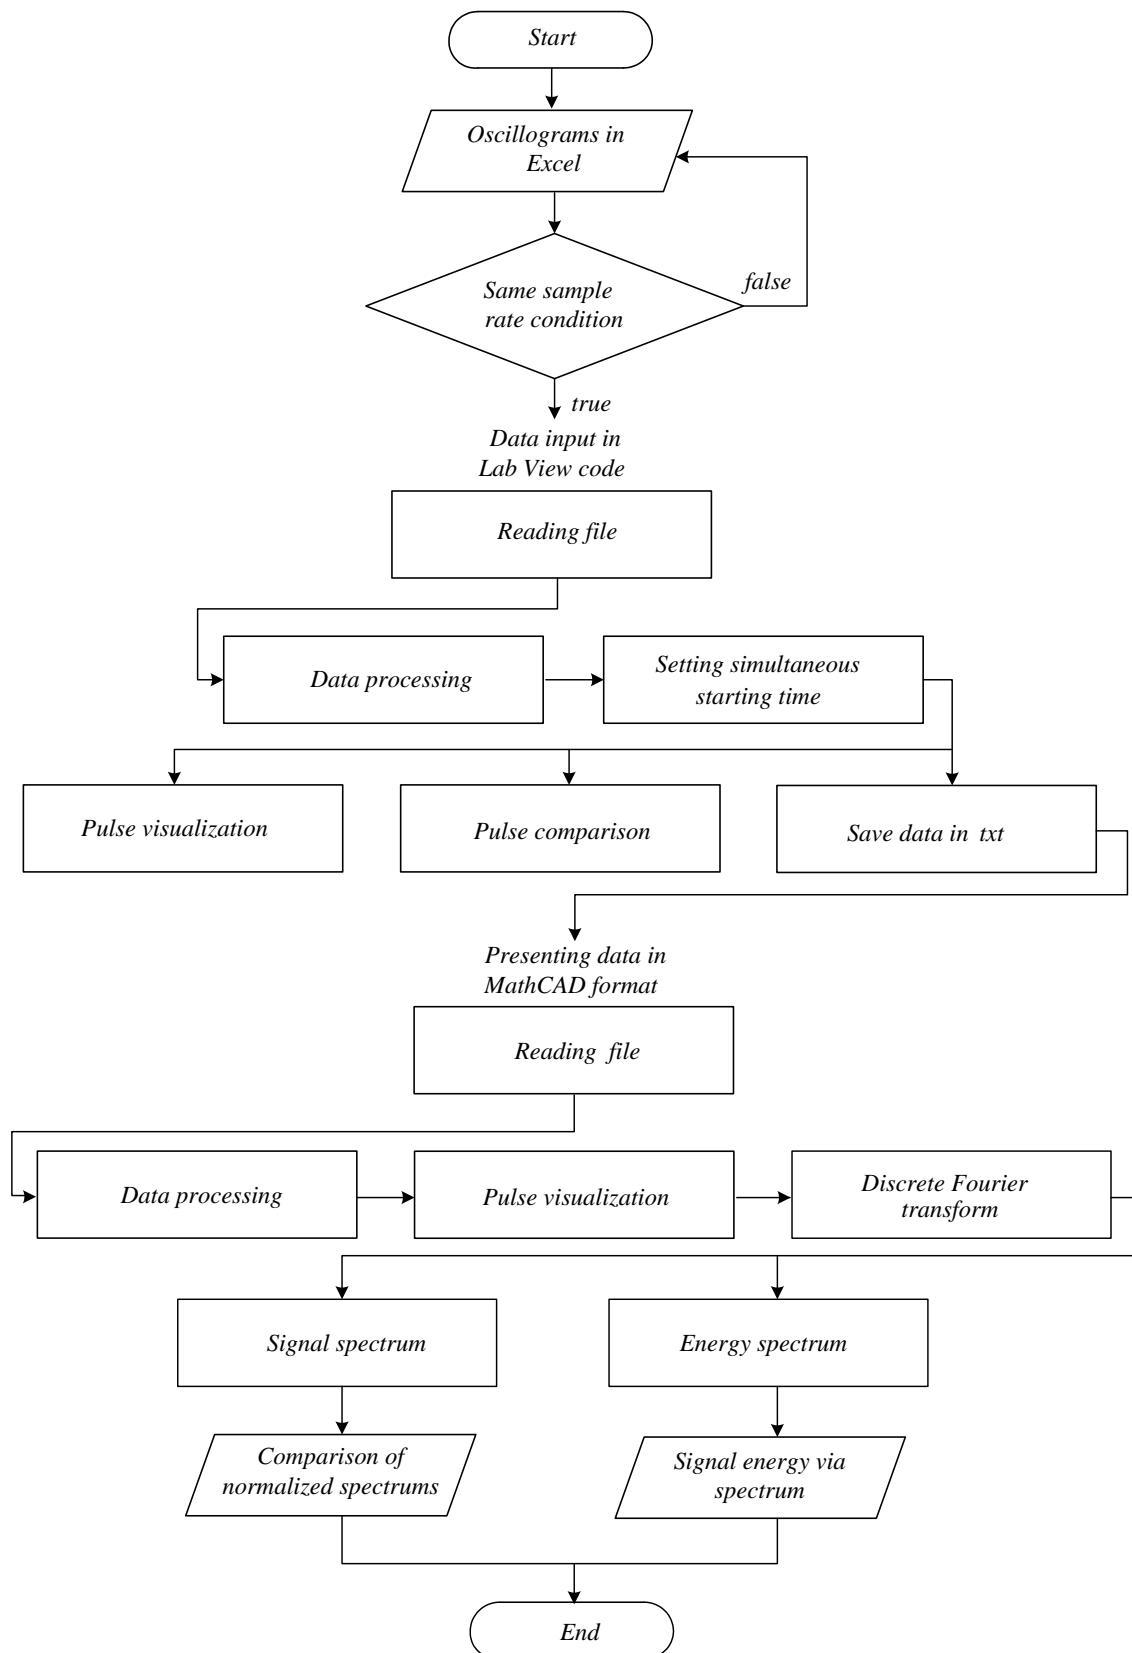 Start
Oscillograms in
Excel
false
Same sample
rate condition
true
Data input in
Lab View code
Reading file
Data processing
Setting simultaneous
starting time
Pulse visualization
Pulse comparison
Save data in txt
Presenting data in
MathCAD format
Reading file
Data processing
Pulse visualization
Discrete Fourier
transform
Signal spectrum
Energy spectrum
Comparison of
normalized spectrums
Signal energy via
spectrum
End